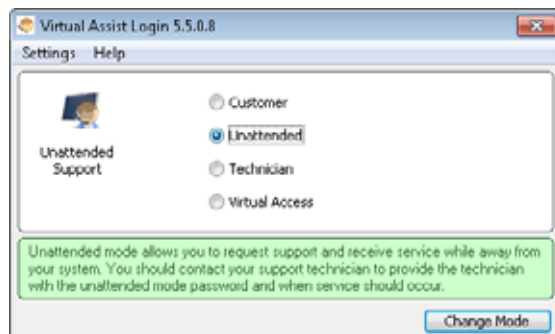 Virtual Assist Login 5.5.0.8
Settings Help
Customer
Unattended
Unattended
Support
Technician
Virtual Access
Unattended mode allows you to request support and receive service while away from
your system. You should contact your support technician to provide the technician
with the unattended mode password and when service should occur.
Change Mode